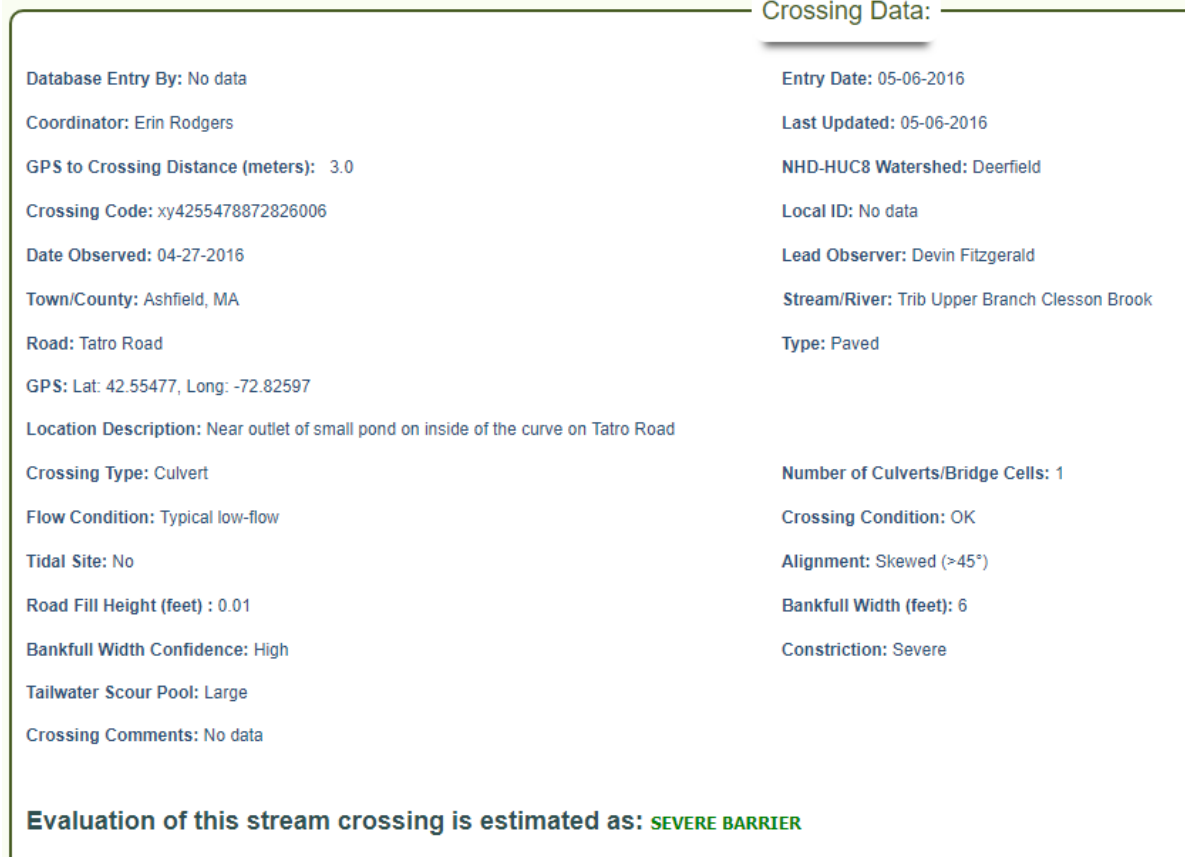 Crossing Data:
Database Entry By: No data
Entry Date: 05-06-2016
Coordinator: Erin Rodgers
Last Updated: 05-06-2016
GPS to Crossing Distance (meters): 3.0
NHD-HUC8 Watershed: Deerfield
Crossing Code: xy4255478872826006
Local ID: No data
Date Observed: 04-27-2016
Lead Observer: Devin Fitzgerald
Town/County: Ashfield, MA
Stream/River: Trib Upper Branch Clesson Brook
Road: Tatro Road
Type: Paved
GPS: Lat: 42.55477, Long: -72.82597
Location Description: Near outlet of small pond on inside of the curve on Tatro Road
Crossing Type: Culvert
Number of Culverts/Bridge Cells: 1
Flow Condition: Typical low-flow
Crossing Condition: OK
Tidal Site: No
Alignment: Skewed (>45°)
Road Fill Height (feet) : 0.01
Bankfull Width (feet): 6
Bankfull Width Confidence: High
Constriction: Severe
Tailwater Scour Pool: Large
Crossing Comments: No data
Evaluation of this stream crossing is estimated as: SEVERE BARRIER